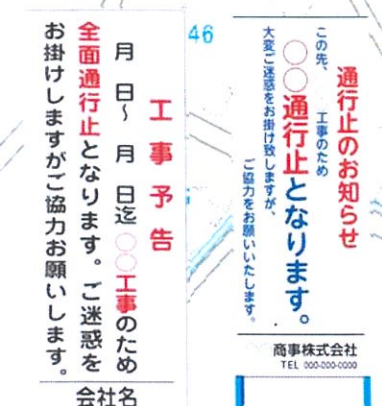 通行止のお知らせ
この先、　　工事のため
○○通行止となります。
大変ご迷惑をお掛け致しますが、
ご協力をお願いいたします。
商事株式会社
TEL 000-000-0000
46
工事予告
月　日～　月　日迄○○工事のため
全面通行止となります。ご迷惑を
お掛けしますがご協力お願いします。
会社名